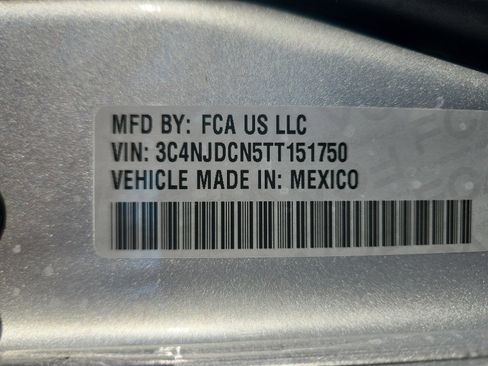 MFD BY: FCA US LLC
VIN: 3C4NJDCN5TT151750
VEHICLE MADE IN: MEXICO